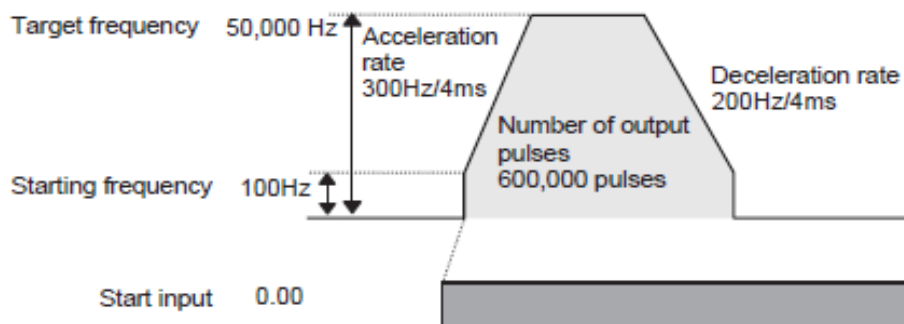 Target frequency 50,000 Hz
Acceleration
rate
300Hz/4ms
Deceleration rate
200Hz/4ms
Number of output
pulses
600,000 pulses
Starting frequency 100Hz
Start input 0.00